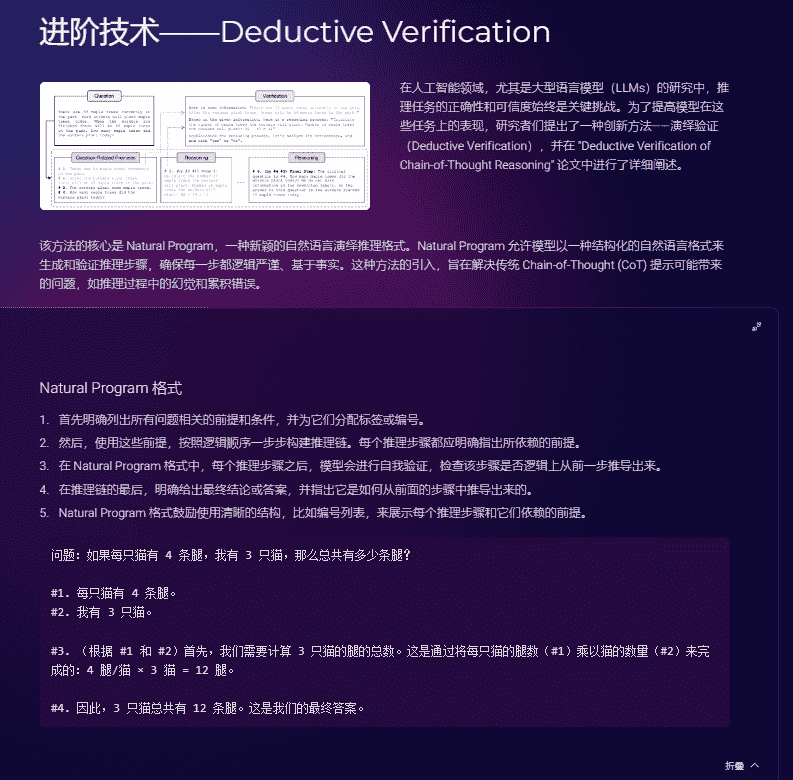 进阶技术——Deductive Verification
Question
Verification
Question-Related Premises
Reasoning
Reasoning
在人工智能领域，尤其是大型语言模型（LLMs）的研究中，推
理任务的正确性和可信度始终是关键挑战。为了提高模型在这
些任务上的表现，研究者们提出了一种创新方法——演绎验证
（Deductive Verification），并在 "Deductive Verification of
Chain-of-Thought Reasoning" 论文中进行了详细阐述。
该方法的核心是 Natural Program，一种新颖的自然语言演绎推理格式。Natural Program 允许模型以一种结构化的自然语言格式来
生成和验证推理步骤，确保每一步都逻辑严谨、基于事实。这种方法的引入，旨在解决传统 Chain-of-Thought (CoT) 提示可能带来
的问题，如推理过程中的幻觉和累积错误。
Natural Program 格式
1. 首先明确列出所有问题相关的前提和条件，并为它们分配标签或编号。
2. 然后，使用这些前提，按照逻辑顺序一步步构建推理链。每个推理步骤都应明确指出所依赖的前提。
3. 在 Natural Program 格式中，每个推理步骤之后，模型会进行自我验证，检查该步骤是否逻辑上从前一步推导出来。
4. 在推理链的最后，明确给出最终结论或答案，并指出它是如何从前面的步骤中推导出来的。
5. Natural Program 格式鼓励使用清晰的结构，比如编号列表，来展示每个推理步骤和它们依赖的前提。
问题：如果每只猫有 4 条腿，我有 3 只猫，那么总共有多少条腿？
#1. 每只猫有 4 条腿。
#2. 我有 3 只猫。
#3. （根据 #1 和 #2）首先，我们需要计算 3 只猫的腿的总数。这是通过将每只猫的腿数（#1）乘以猫的数量（#2）来完
成的：4 腿/猫 × 3 猫 = 12 腿。
#4. 因此，3 只猫总共有 12 条腿。这是我们的最终答案。
折叠